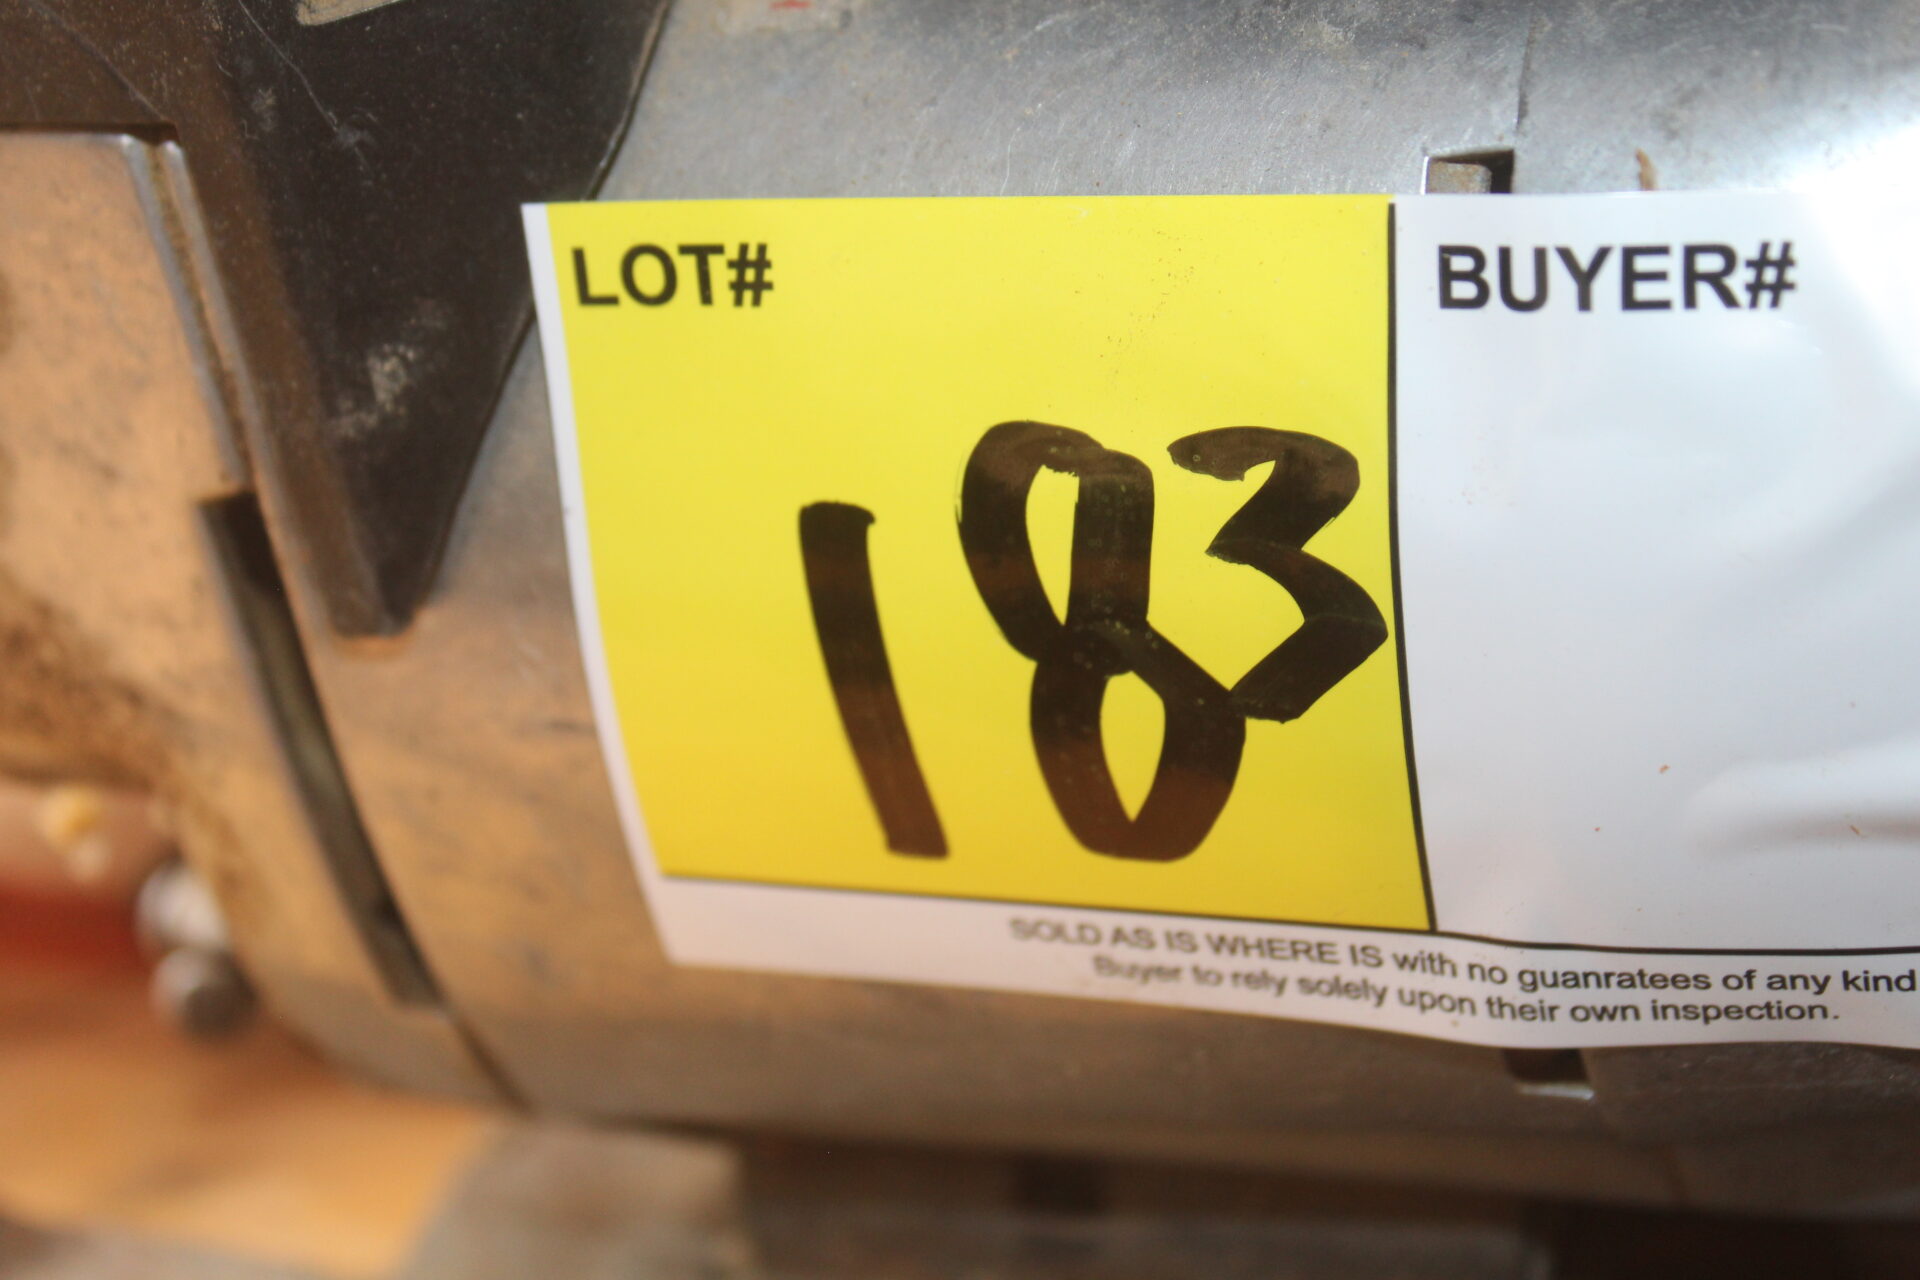 LOT#
BUYER#
183
SOLD AS IS WHERE IS with no guanratees of any kind
Buyer to rely solely upon their own inspection.